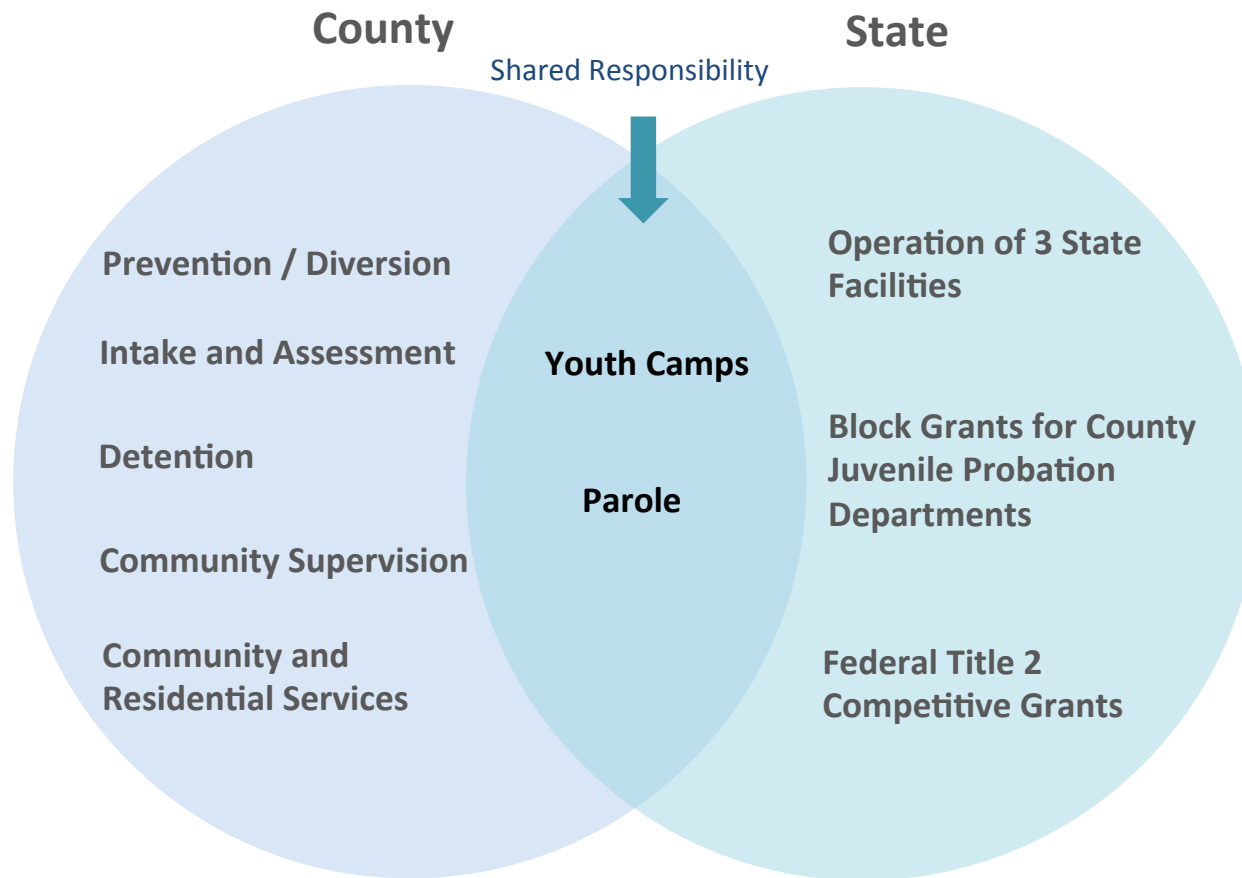 County
State
Shared Responsibility
Prevention / Diversion
Intake and Assessment
Detention
Community Supervision
Community and
Residential Services
Youth Camps
Parole
Operation of 3 State
Facilities
Block Grants for County
Juvenile Probation
Departments
Federal Title 2
Competitive Grants